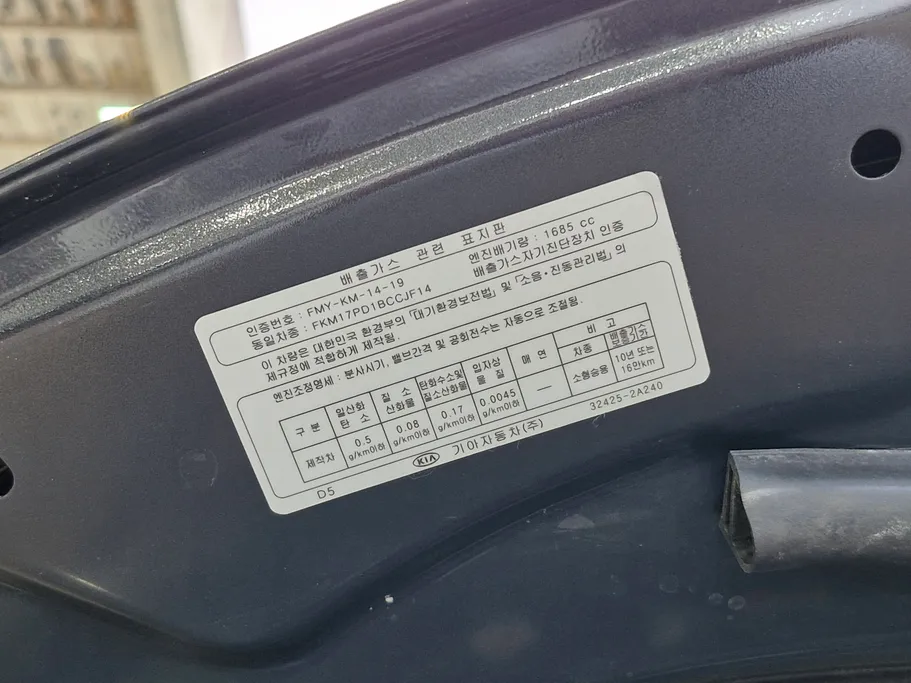 배출가스 관련 표지판
인증번호 : FMY-KM-14-19 엔진배기량 : 1685 cc
동일차종 : FKM17PD1BCCJF14 배출가스자기진단장치 인증
이 차량은 대한민국 환경부의 「대기환경보전법」 및 「소음·진동관리법」의
제규정에 적합하게 제작됨.
엔진조정명세 : 분사시기, 밸브간격 및 공회전수는 자동으로 조절됨.
구 분 일산화탄소 질소산화물 탄화수소및질소산화물 입자상물질 매 연 비 고
차종 배출가스보증기간
제작차 0.5 g/km이하 0.08 g/km이하 0.17 g/km이하 0.0045 g/km이하 — 소형승용 10년 또는 16만km
D5 KIA 기아자동차(주) 32425-2A240